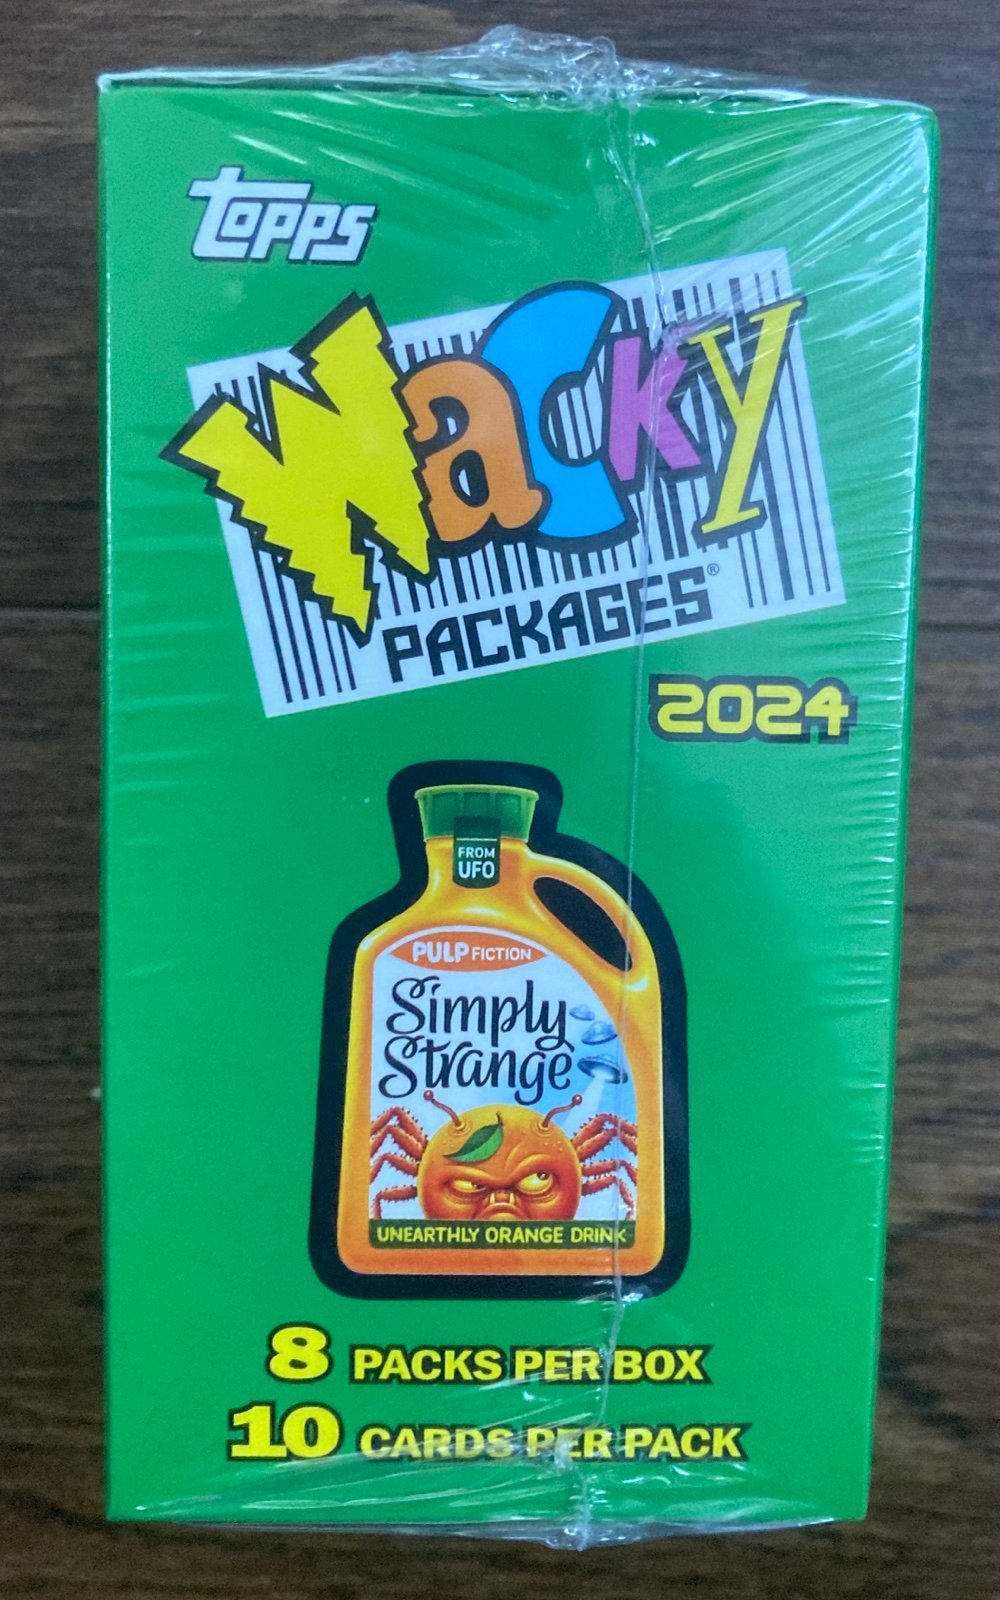 TOPPS
Wacky
PACKAGES®
2024
FROM
UFO
PULP FICTION
Simply
Strange
UNEARTHLY ORANGE DRINK
8 PACKS PER BOX
10 CARDS PER PACK